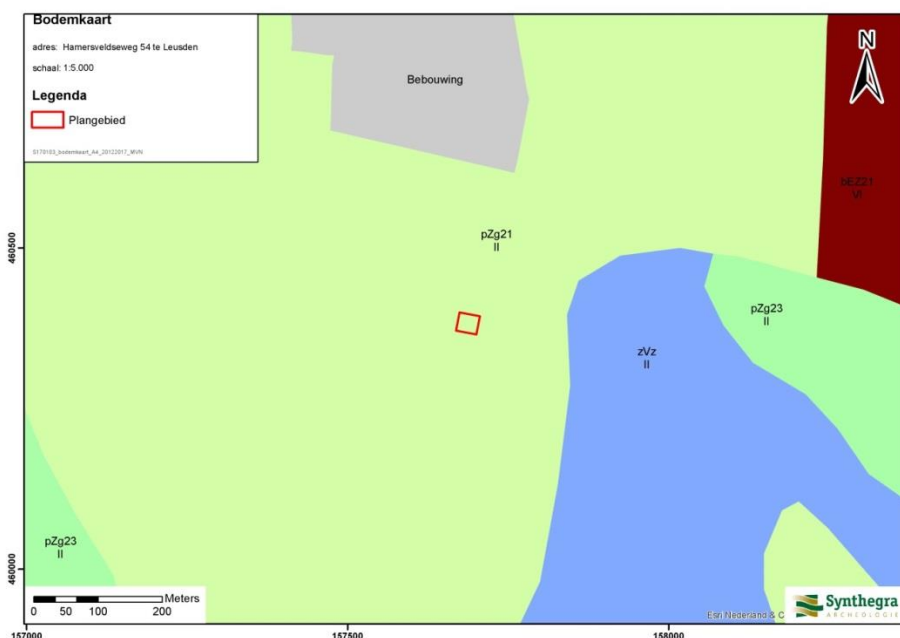 Bodemkaart
adres: Hamersveldseweg 54 te Leusden
schaal: 1:5.000
Legenda
Plangebied
S170103_bodemkaart_A4_20122017_MVN
Bebouwing
N
bEZ21
VI
pZg21
II
pZg23
II
zVz
II
pZg23
II
460500
460000
Meters
0 50 100 200
Esri Nederland & C
Synthegra
ARCHEOLOGIE
157000 157500 158000